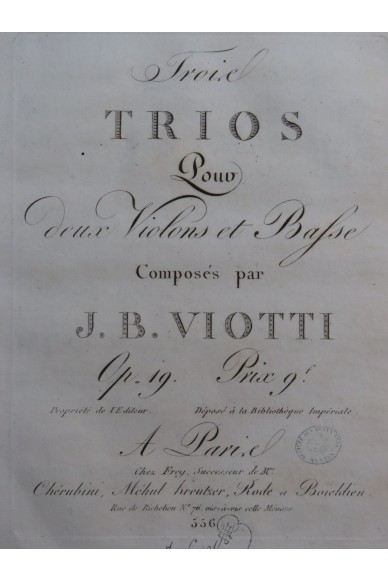 Trois
TRIOS
Pour
deux Violons et Basse
Composés par
J. B. VIOTTI
Op. 19. Prix 9f
Propriété de l'Editeur. Déposé à la Bibliothèque Impériale
A Paris
Chez Frey, Successeur de Mrs.
Chérubini, Méhul Kreutzer, Rode & Boieldieu
Rue de Richelieu No 76, vis-à-vis celle Ménars
556